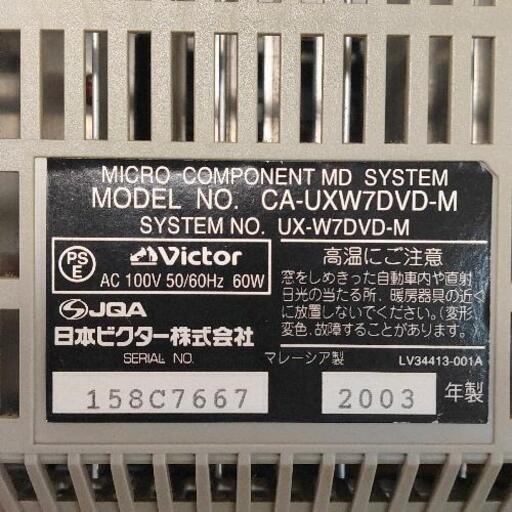 MICRO COMPONENT MD SYSTEM
MODEL NO. CA-UXW7DVD-M
SYSTEM NO. UX-W7DVD-M
PS
E
Victor
AC 100V 50/60Hz 60W
JQA
日本ビクター株式会社
SERIAL NO.
158C7667
高温にご注意
窓をしめきった自動車内や直射
日光の当たる所、暖房器具の近く
に放置しないでください。(変形、
変色、故障することがあります。)
マレーシア製
LV34413-001A
2003 年製